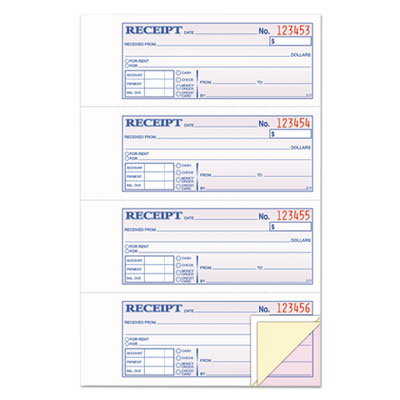 RECEIPT DATE No. 123453
RECEIVED FROM $
DOLLARS
FOR RENT
FOR
ACCOUNT CASH
PAYMENT CHECK FROM TO
MONEY ORDER
BAL. DUE CREDIT CARD BY
RECEIPT DATE No. 123454
RECEIVED FROM $
DOLLARS
FOR RENT
FOR
ACCOUNT CASH
PAYMENT CHECK FROM TO
MONEY ORDER
BAL. DUE CREDIT CARD BY
RECEIPT DATE No. 123455
RECEIVED FROM $
DOLLARS
FOR RENT
FOR
ACCOUNT CASH
PAYMENT CHECK FROM TO
MONEY ORDER
BAL. DUE CREDIT CARD BY
RECEIPT DATE No. 123456
RECEIVED FROM
FOR RENT
FOR
ACCOUNT CASH
PAYMENT CHECK FROM
MONEY ORDER
BAL. DUE CREDIT CARD BY